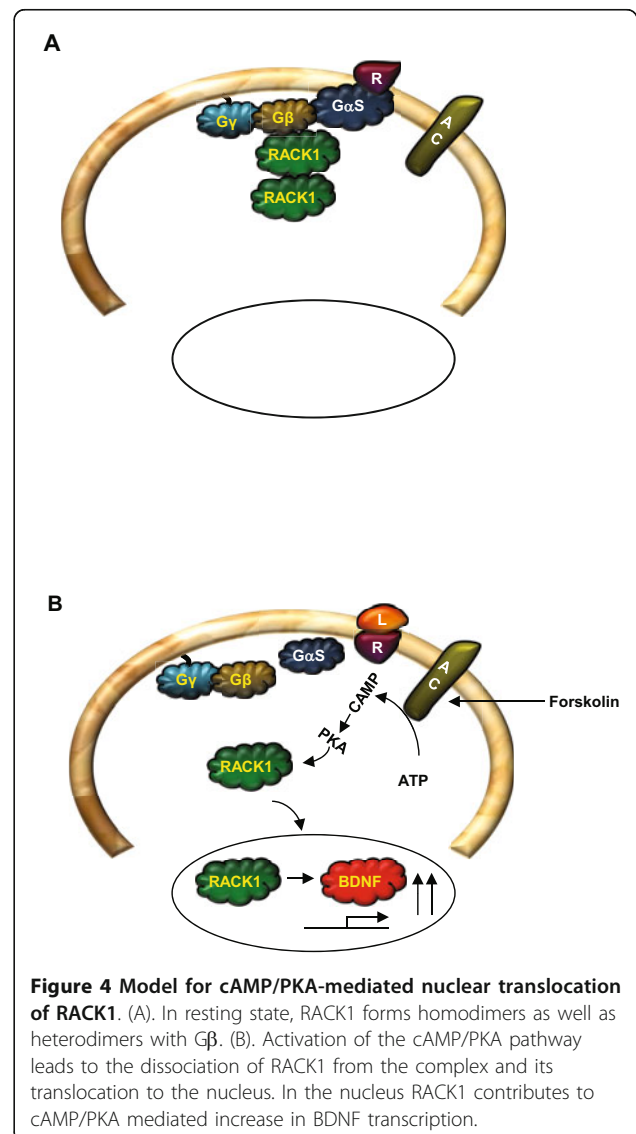 A
R
GαS
Gγ
Gβ
AC
RACK1
RACK1
B
L
R
GαS
Gγ
Gβ
AC
CAMP
Forskolin
PKA
ATP
RACK1
RACK1
BDNF
Figure 4 Model for cAMP/PKA-mediated nuclear translocation
of RACK1. (A). In resting state, RACK1 forms homodimers as well as
heterodimers with Gβ. (B). Activation of the cAMP/PKA pathway
leads to the dissociation of RACK1 from the complex and its
translocation to the nucleus. In the nucleus RACK1 contributes to
cAMP/PKA mediated increase in BDNF transcription.